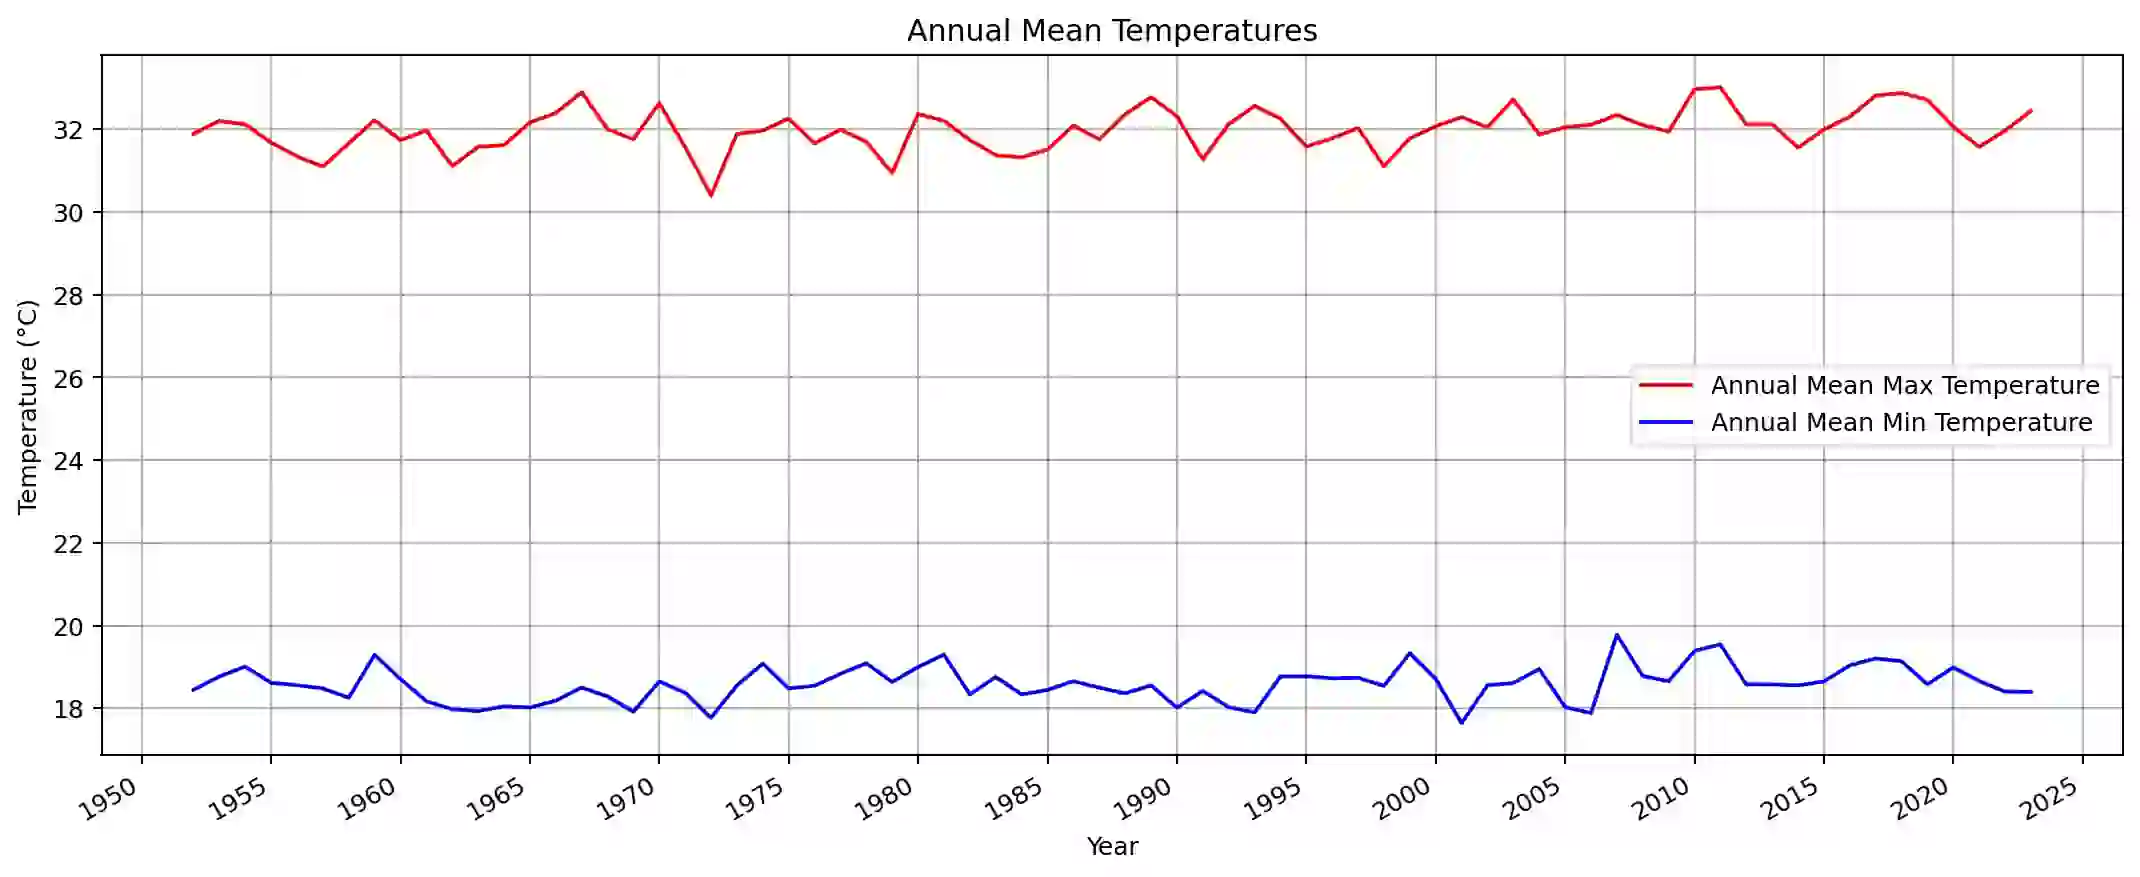 Annual Mean Temperatures
32
30
28
26
24
22
20
18
Temperature (°C)
Annual Mean Max Temperature
Annual Mean Min Temperature
1950 1955 1960 1965 1970 1975 1980 1985 1990 1995 2000 2005 2010 2015 2020 2025
Year